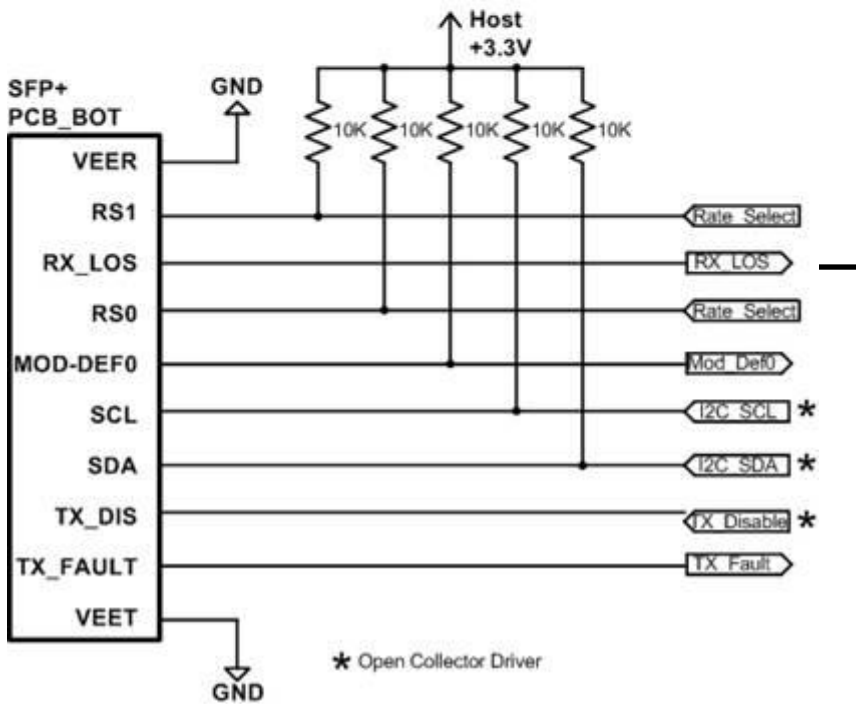 Host
+3.3V
SFP+
PCB_BOT
GND
10K 10K 10K 10K 10K
VEER
RS1 Rate_Select
RX_LOS RX_LOS
RS0 Rate_Select
MOD-DEF0 Mod_Def0
SCL I2C_SCL *
SDA I2C_SDA *
TX_DIS TX_Disable *
TX_FAULT TX_Fault
VEET
* Open Collector Driver
GND